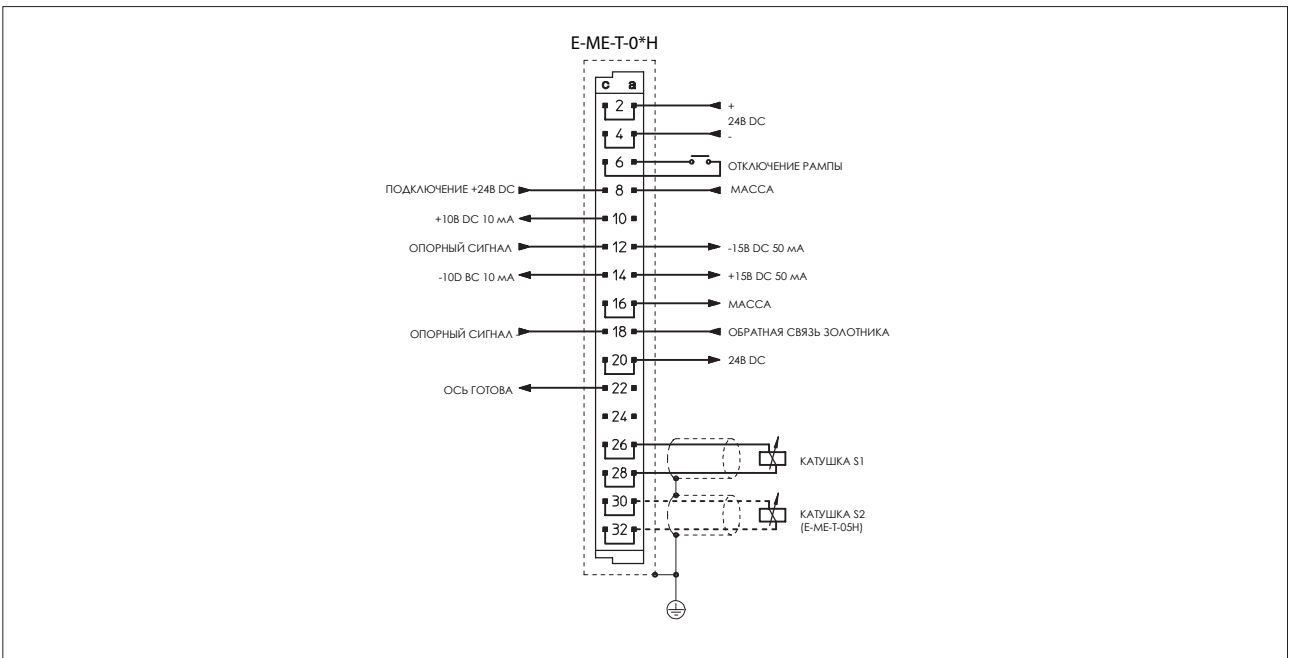 E-ME-T-0*H
c a
2 +
24В DC
4 -
6 ОТКЛЮЧЕНИЕ РАМПЫ
ПОДКЛЮЧЕНИЕ +24В DC 8 МАССА
+10В DC 10 мА 10
ОПОРНЫЙ СИГНАЛ 12 -15В DC 50 мА
-10D ВС 10 мА 14 +15В DC 50 мА
16 МАССА
ОПОРНЫЙ СИГНАЛ 18 ОБРАТНАЯ СВЯЗЬ ЗОЛОТНИКА
20 24В DC
ОСЬ ГОТОВА 22
24
26
КАТУШКА S1
28
30
КАТУШКА S2
(E-ME-T-05H)
32